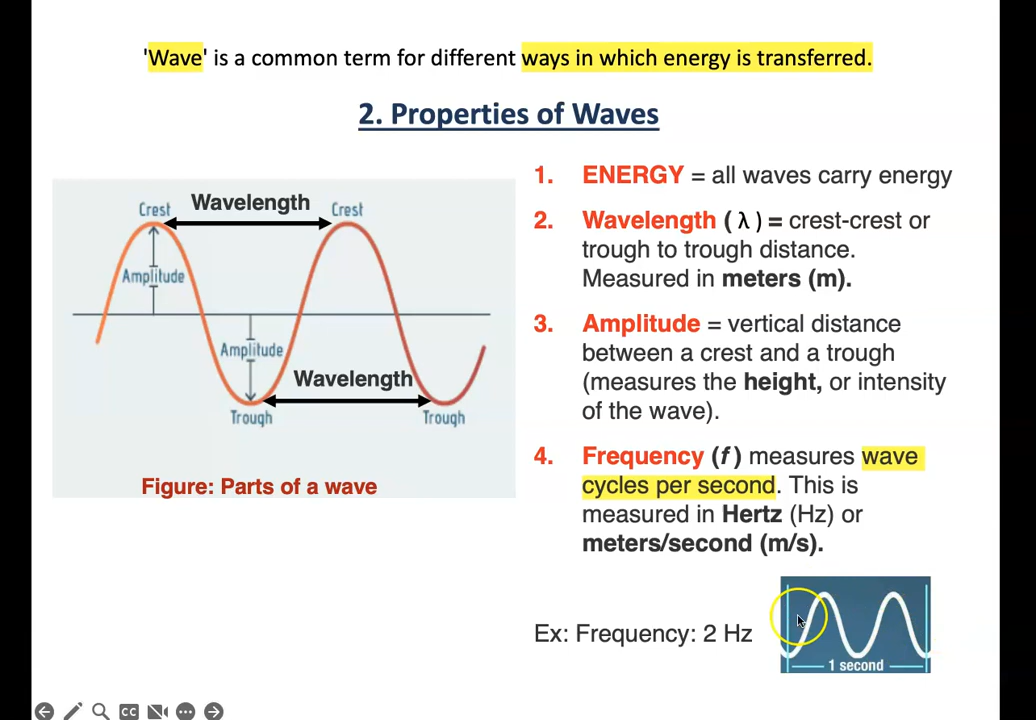 'Wave' is a common term for different ways in which energy is transferred.
2. Properties of Waves
Wavelength
Crest
Crest
Amplitude
Amplitude
Wavelength
Trough
Trough
Figure: Parts of a wave
1. ENERGY = all waves carry energy
2. Wavelength ( λ ) = crest-crest or
trough to trough distance.
Measured in meters (m).
3. Amplitude = vertical distance
between a crest and a trough
(measures the height, or intensity
of the wave).
4. Frequency (f) measures wave
cycles per second. This is
measured in Hertz (Hz) or
meters/second (m/s).
Ex: Frequency: 2 Hz
1 second
CC